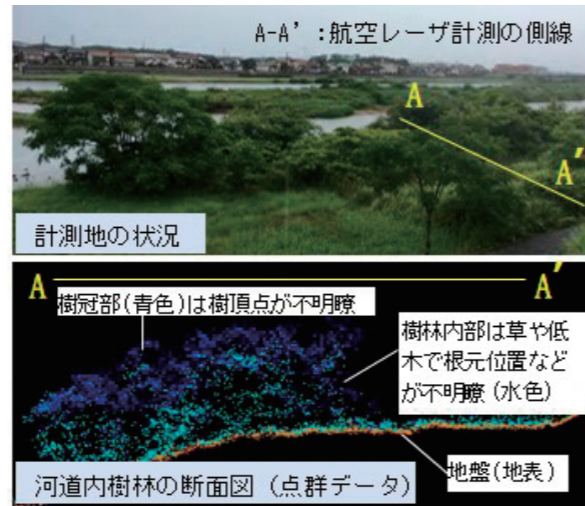 A-A’:航空レーザ計測の側線
A
A’
計測地の状況
A
A’
樹冠部(青色)は樹頂点が不明瞭
樹林内部は草や低
木で根元位置など
が不明瞭(水色)
地盤(地表)
河道内樹林の断面図(点群データ)